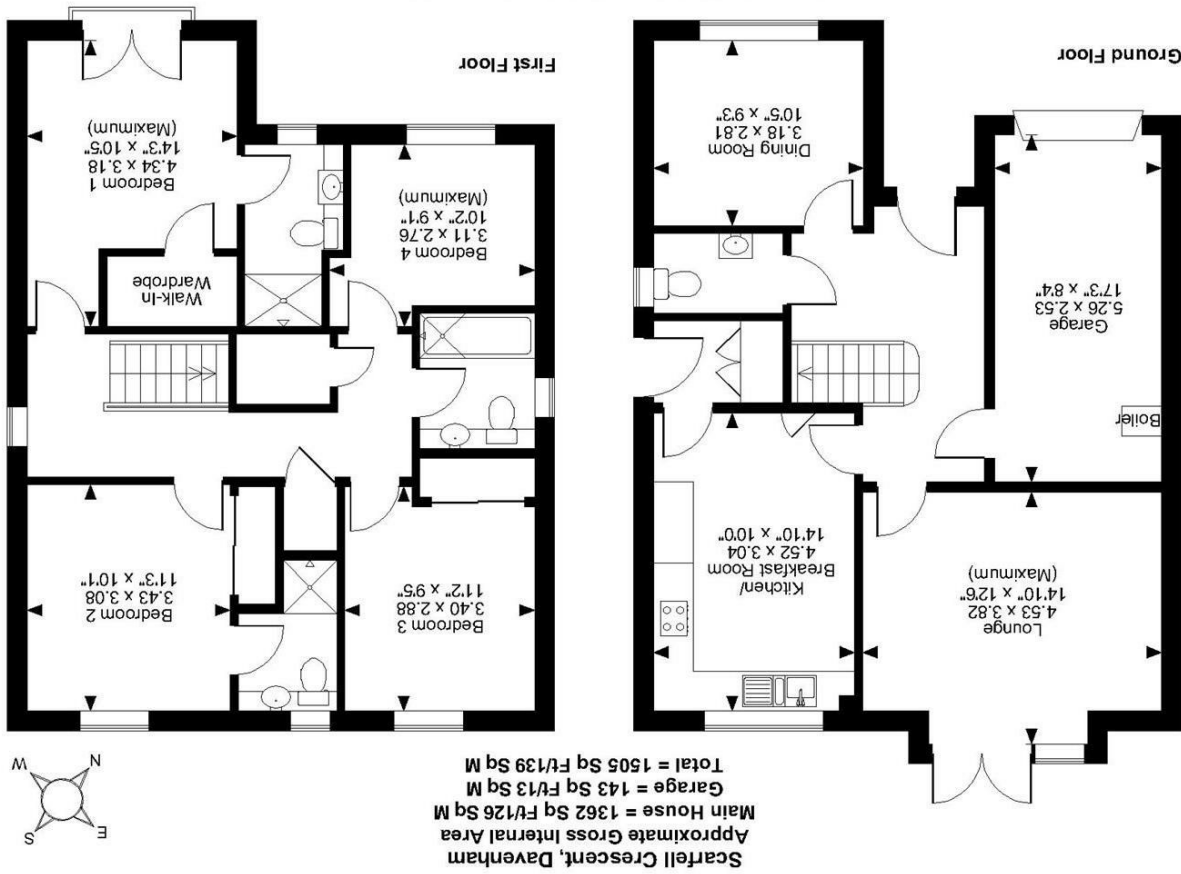 Scarfell Crescent, Davenham
Approximate Gross Internal Area
Main House = 1362 Sq Ft/126 Sq M
Garage = 143 Sq Ft/13 Sq M
Total = 1505 Sq Ft/139 Sq M
S
E
W
N
Lounge
4.53 x 3.82
14'10" x 12'6"
(Maximum)
Kitchen/
Breakfast Room
4.52 x 3.04
14'10" x 10'0"
Boiler
Garage
5.26 x 2.53
17'3" x 8'4"
Dining Room
3.18 x 2.81
10'5" x 9'3"
Ground Floor
Bedroom 3
3.40 x 2.88
11'2" x 9'5"
Bedroom 2
3.43 x 3.08
11'3" x 10'1"
Walk-In
Wardrobe
Bedroom 4
3.11 x 2.76
10'2" x 9'1"
(Maximum)
Bedroom 1
4.34 x 3.18
14'3" x 10'5"
(Maximum)
First Floor